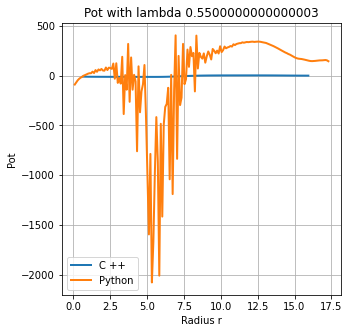 Pot with lambda 0.5500000000000003
500
0
−500
−1000
−1500
−2000
Pot
C ++
Python
0.0 2.5 5.0 7.5 10.0 12.5 15.0 17.5
Radius r